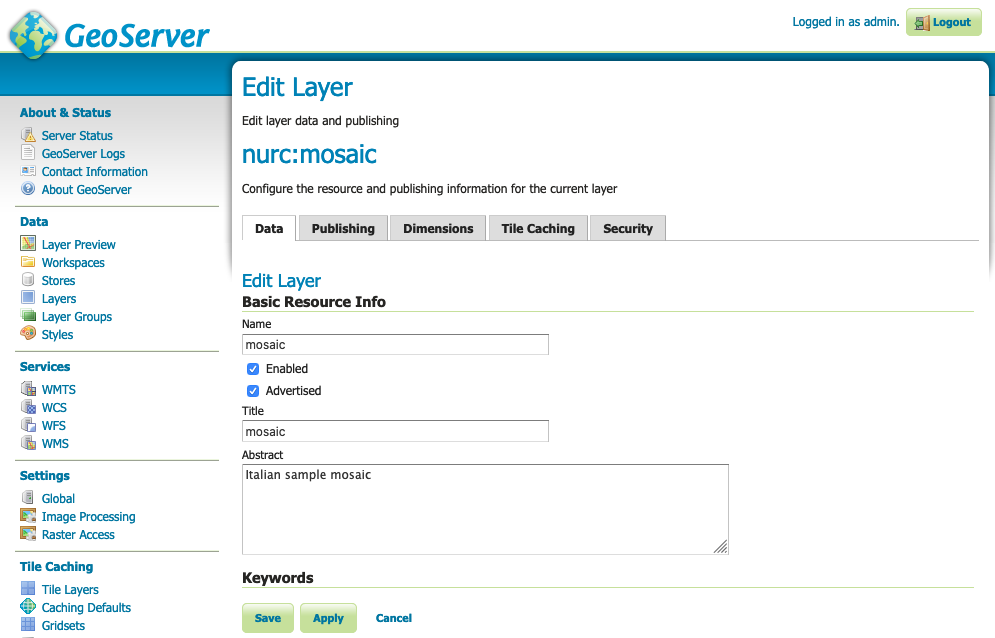 GeoServer
Logged in as admin.
Logout
About & Status
Server Status
GeoServer Logs
Contact Information
About GeoServer
Data
Layer Preview
Workspaces
Stores
Layers
Layer Groups
Styles
Services
WMTS
WCS
WFS
WMS
Settings
Global
Image Processing
Raster Access
Tile Caching
Tile Layers
Caching Defaults
Gridsets
Edit Layer
Edit layer data and publishing
nurc:mosaic
Configure the resource and publishing information for the current layer
Data Publishing Dimensions Tile Caching Security
Edit Layer
Basic Resource Info
Name
mosaic
Enabled
Advertised
Title
mosaic
Abstract
Italian sample mosaic
Keywords
Save Apply Cancel